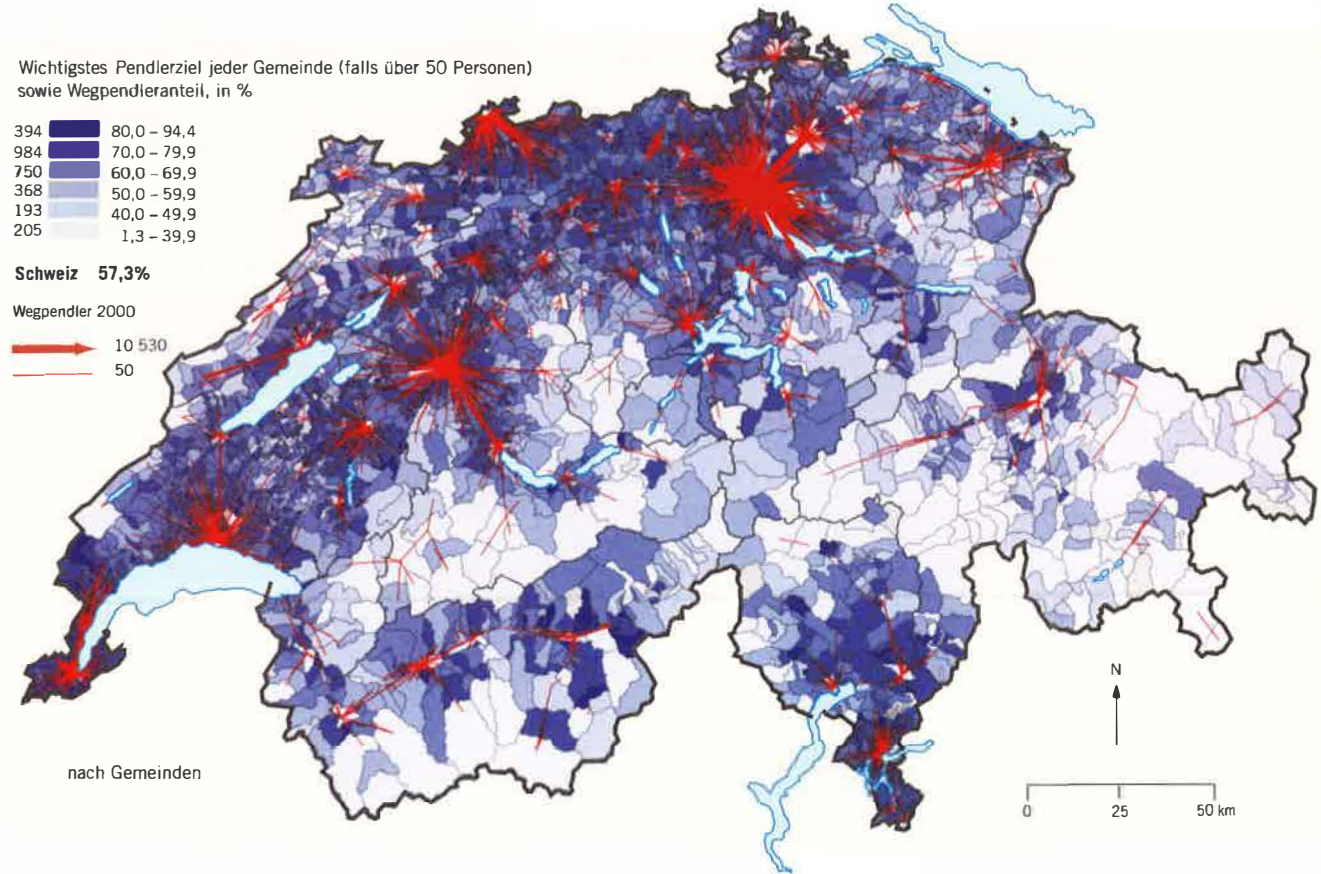 Wichtigstes Pendlerziel jeder Gemeinde (falls über 50 Personen)
sowie Wegpendleranteil, in %
394 80,0 – 94,4
984 70,0 – 79,9
750 60,0 – 69,9
368 50,0 – 59,9
193 40,0 – 49,9
205 1,3 – 39,9
Schweiz 57,3%
Wegpendler 2000
10 530
50
N
nach Gemeinden
0 25 50 km